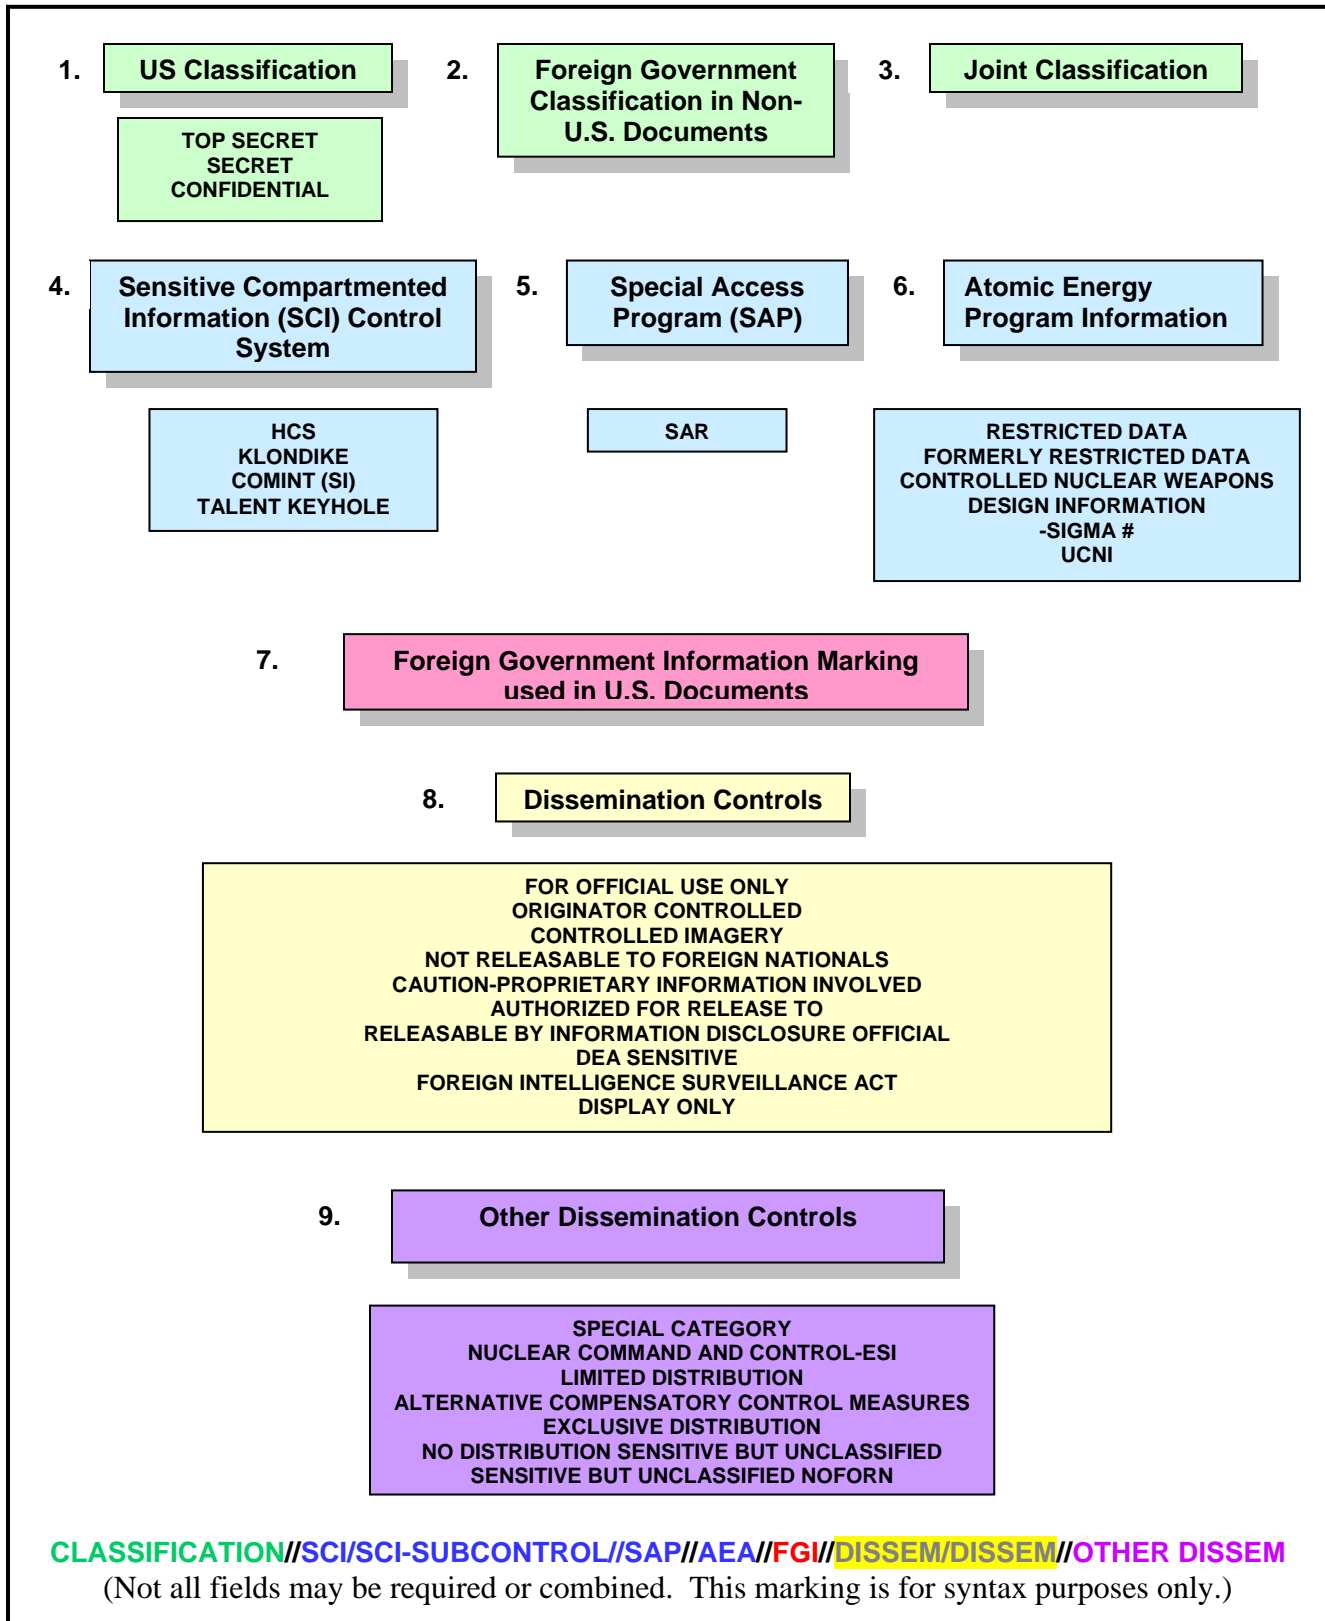 1. US Classification
TOP SECRET
SECRET
CONFIDENTIAL
2. Foreign Government
Classification in Non-
U.S. Documents
3. Joint Classification
4. Sensitive Compartmented
Information (SCI) Control
System
HCS
KLONDIKE
COMINT (SI)
TALENT KEYHOLE
5. Special Access
Program (SAP)
SAR
6. Atomic Energy
Program Information
RESTRICTED DATA
FORMERLY RESTRICTED DATA
CONTROLLED NUCLEAR WEAPONS
DESIGN INFORMATION
-SIGMA #
UCNI
7. Foreign Government Information Marking
used in U.S. Documents
8. Dissemination Controls
FOR OFFICIAL USE ONLY
ORIGINATOR CONTROLLED
CONTROLLED IMAGERY
NOT RELEASABLE TO FOREIGN NATIONALS
CAUTION-PROPRIETARY INFORMATION INVOLVED
AUTHORIZED FOR RELEASE TO
RELEASABLE BY INFORMATION DISCLOSURE OFFICIAL
DEA SENSITIVE
FOREIGN INTELLIGENCE SURVEILLANCE ACT
DISPLAY ONLY
9. Other Dissemination Controls
SPECIAL CATEGORY
NUCLEAR COMMAND AND CONTROL-ESI
LIMITED DISTRIBUTION
ALTERNATIVE COMPENSATORY CONTROL MEASURES
EXCLUSIVE DISTRIBUTION
NO DISTRIBUTION SENSITIVE BUT UNCLASSIFIED
SENSITIVE BUT UNCLASSIFIED NOFORN
CLASSIFICATION//SCI/SCI-SUBCONTROL//SAP//AEA//FGI//DISSEM/DISSEM//OTHER DISSEM
(Not all fields may be required or combined. This marking is for syntax purposes only.)